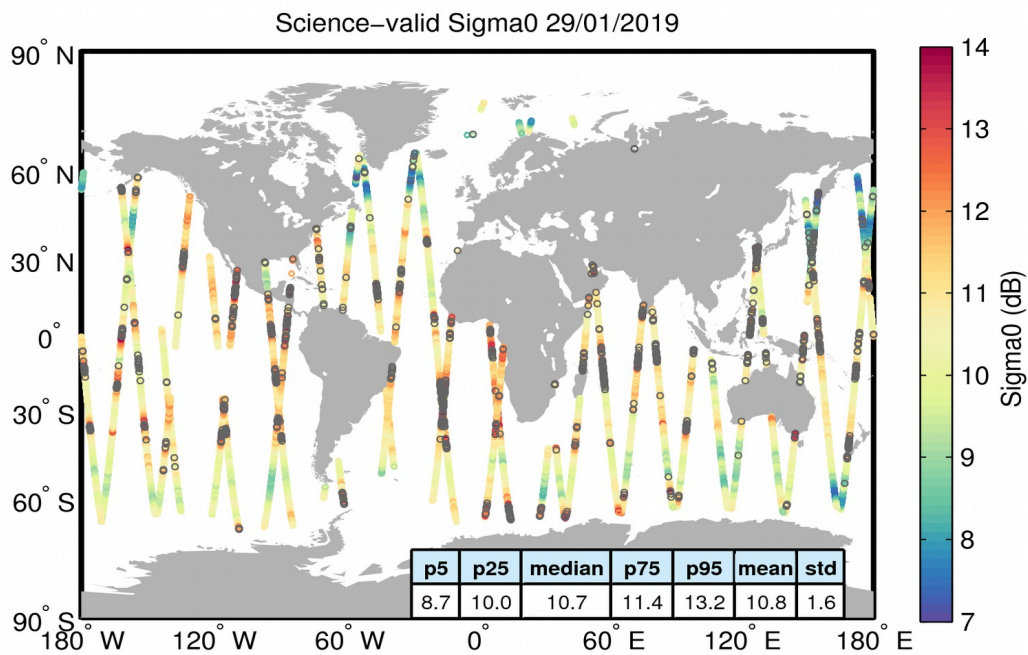 Science−valid Sigma0 29/01/2019
90° N
60° N
30° N
0°
30° S
60° S
90° S
180° W
120° W
60° W
0°
60° E
120° E
180° E
14
13
12
11
10
9
8
7
Sigma0 (dB)
p5 p25 median p75 p95 mean std
8.7 10.0 10.7 11.4 13.2 10.8 1.6